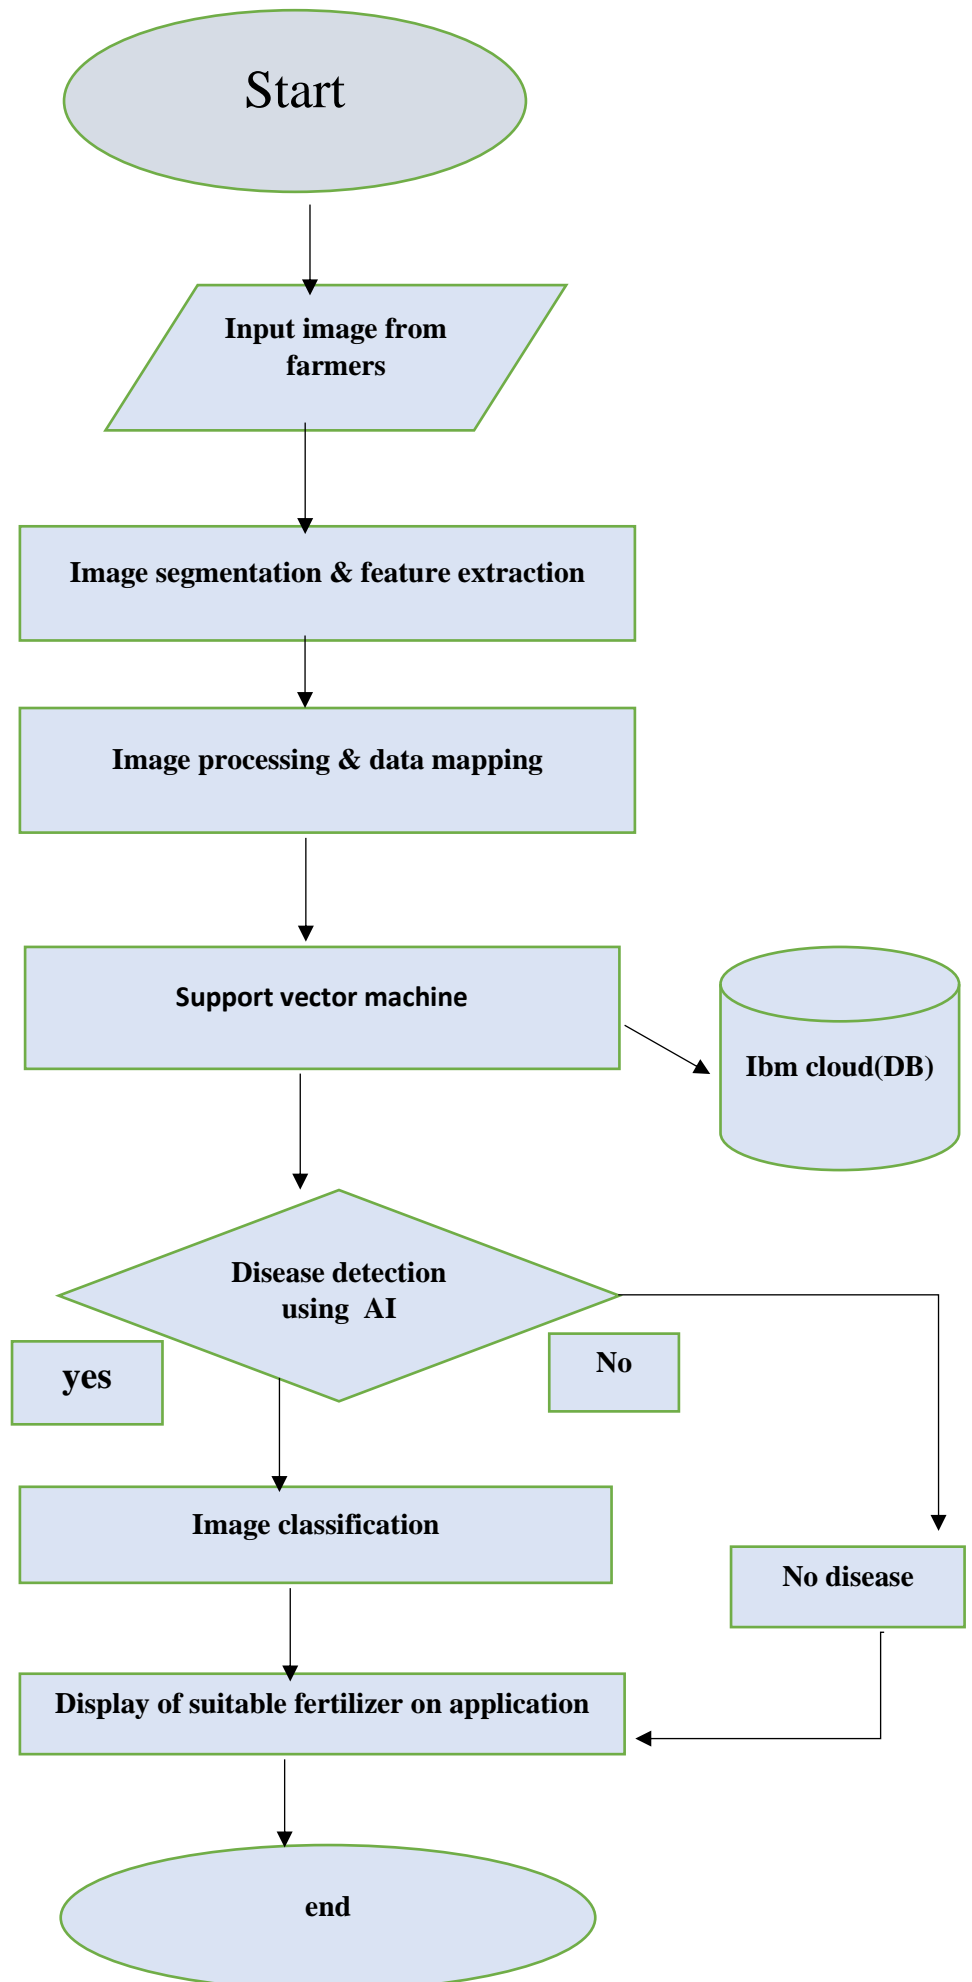 Start
Input image from
farmers
Image segmentation & feature extraction
Image processing & data mapping
Support vector machine
Ibm cloud(DB)
Disease detection
using  AI
yes
No
Image classification
No disease
Display of suitable fertilizer on application
end